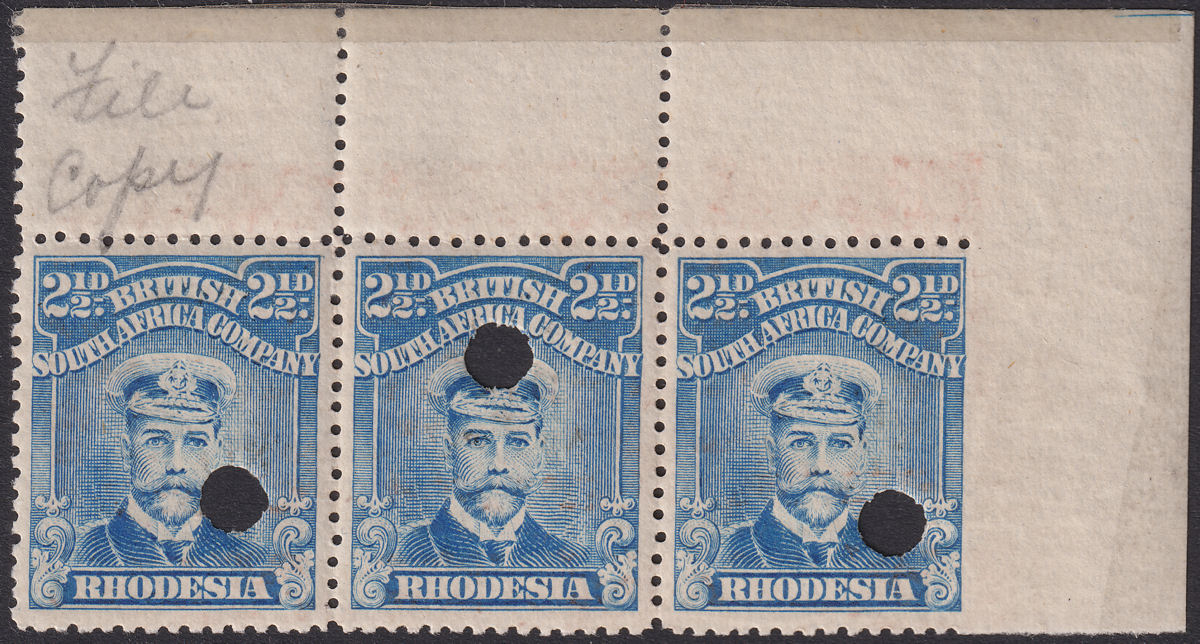 File
Copy
2½D 2½D: 2½D 2½D: 2½D 2½D:
BRITISH BRITISH BRITISH
SOUTH AFRICA COMPANY SOUTH AFRICA COMPANY SOUTH AFRICA COMPANY
RHODESIA RHODESIA RHODESIA